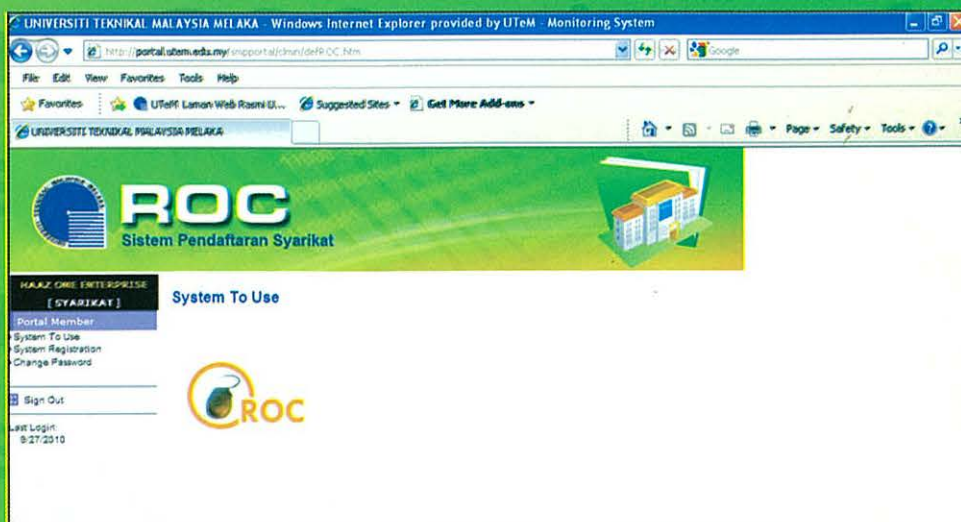 UNIVERSITI TEKNIKAL MALAYSIA MELAKA - Windows Internet Explorer provided by UTeM - Monitoring System
Google
File Edit View Favorites Tools Help
Favorites Suggested Sites Get More Add-ons
UNIVERSITI TEKNIKAL MALAYSIA MELAKA Page Safety Tools
ROC
Sistem Pendaftaran Syarikat
HAAZ ONE ENTERPRISE
[ SYARIKAT ]
Portal Member
System To Use
System To Use
System Registration
Change Password
ROC
Sign Out
Last Login:
9/27/2010